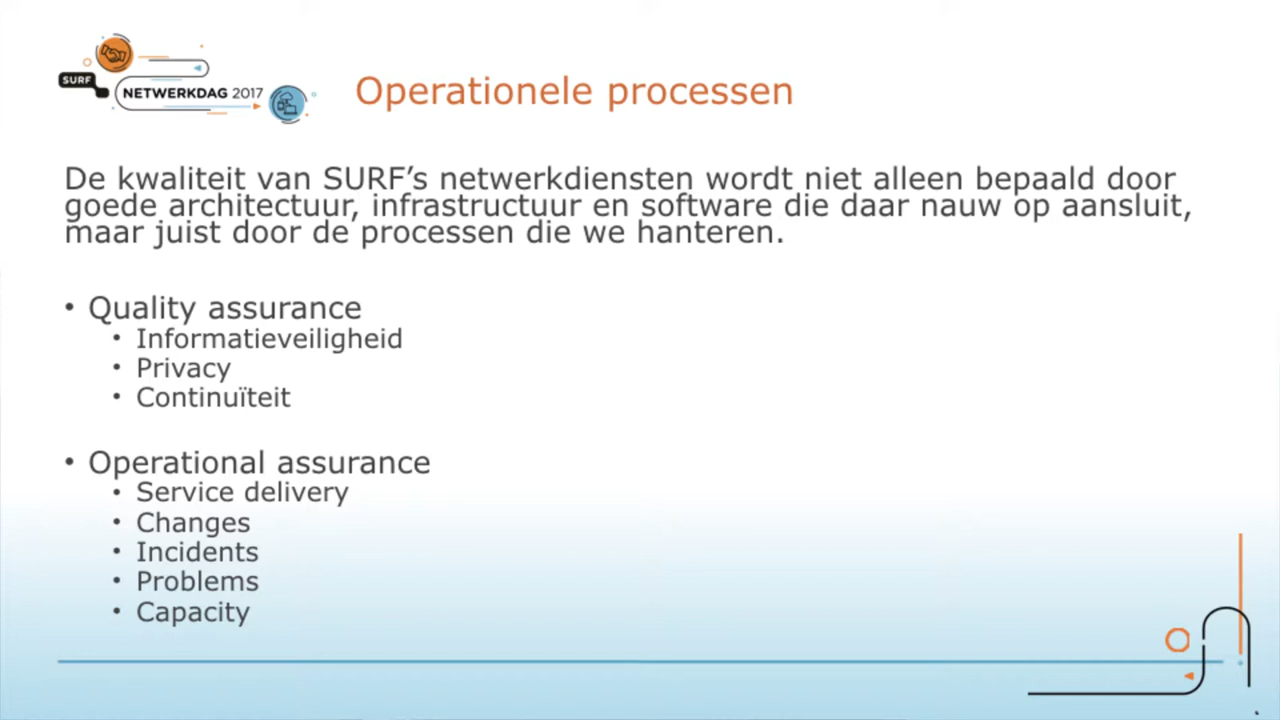 SURF
NETWERKDAG 2017
Operationele processen
De kwaliteit van SURF’s netwerkdiensten wordt niet alleen bepaald door
goede architectuur, infrastructuur en software die daar nauw op aansluit,
maar juist door de processen die we hanteren.
• Quality assurance
• Informatieveiligheid
• Privacy
• Continuïteit
• Operational assurance
• Service delivery
• Changes
• Incidents
• Problems
• Capacity